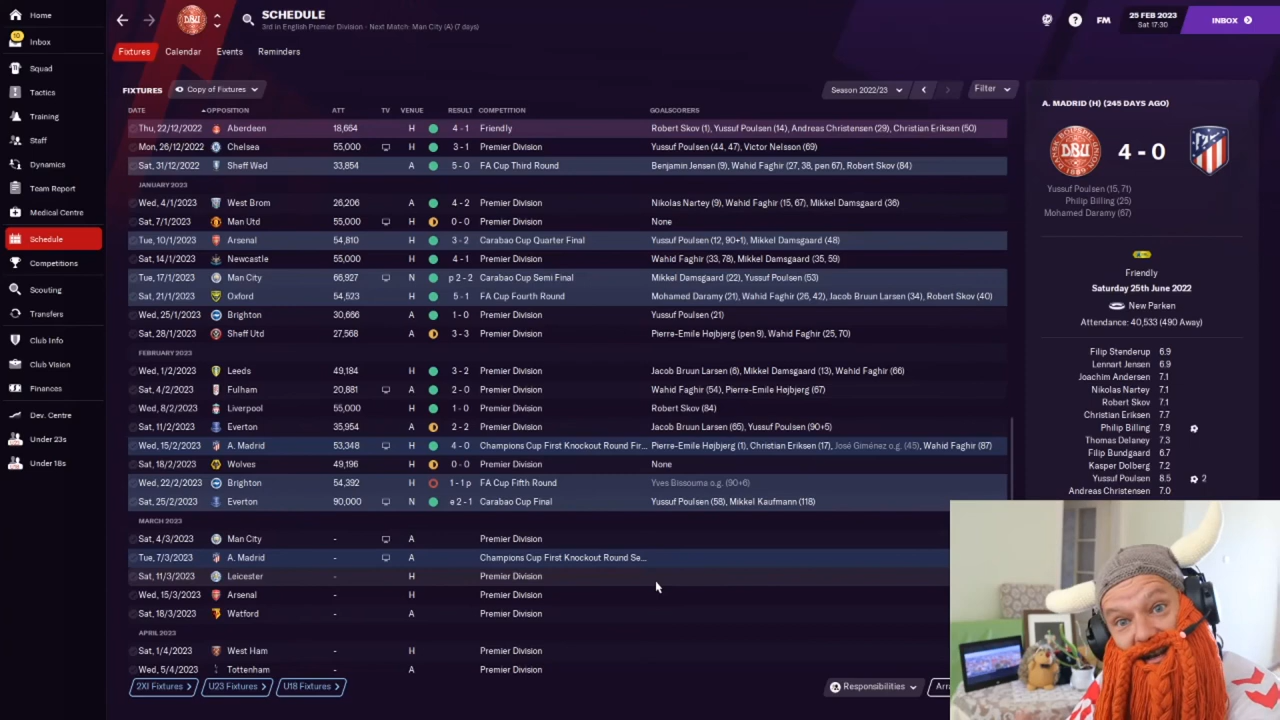 Home
10
Inbox
11
Squad
Tactics
Training
Staff
Dynamics
Team Report
Medical Centre
Schedule
Competitions
Scouting
Transfers
Club Info
Club Vision
Finances
Dev. Centre
Under 23s
Under 18s
DBU
SCHEDULE
3rd in English Premier Division - Next Match: Man City (A) (7 days)
? FM 25 FEB 2023
Sat 17:30
INBOX
Fixtures Calendar Events Reminders
FIXTURES Copy of Fixtures Season 2022/23 Filter
DATE OPPOSITION ATT TV VENUE RESULT COMPETITION GOALSCORERS
Thu, 22/12/2022 Aberdeen 18,664 H 4 - 1 Friendly Robert Skov (1), Yussuf Poulsen (14), Andreas Christensen (29), Christian Eriksen (50)
Mon, 26/12/2022 Chelsea 55,000 H 3 - 1 Premier Division Yussuf Poulsen (44, 47), Victor Nelsson (69)
Sat, 31/12/2022 Sheff Wed 33,854 A 5 - 0 FA Cup Third Round Benjamin Jensen (9), Wahid Faghir (27, 38, pen 67), Robert Skov (84)
JANUARY 2023
Wed, 4/1/2023 West Brom 26,206 A 4 - 2 Premier Division Nikolas Nartey (9), Wahid Faghir (15, 67), Mikkel Damsgaard (36)
Sat, 7/1/2023 Man Utd 55,000 H 0 - 0 Premier Division None
Tue, 10/1/2023 Arsenal 54,810 H 3 - 2 Carabao Cup Quarter Final Yussuf Poulsen (12, 90+1), Mikkel Damsgaard (48)
Sat, 14/1/2023 Newcastle 55,000 H 4 - 1 Premier Division Wahid Faghir (33, 78), Mikkel Damsgaard (35, 59)
Tue, 17/1/2023 Man City 66,927 N p 2 - 2 Carabao Cup Semi Final Mikkel Damsgaard (22), Yussuf Poulsen (53)
Sat, 21/1/2023 Oxford 54,523 H 5 - 1 FA Cup Fourth Round Mohamed Daramy (21), Wahid Faghir (26, 42), Jacob Bruun Larsen (34), Robert Skov (40)
Wed, 25/1/2023 Brighton 30,666 A 1 - 0 Premier Division Yussuf Poulsen (21)
Sat, 28/1/2023 Sheff Utd 27,568 A 3 - 3 Premier Division Pierre-Emile Højbjerg (pen 9), Wahid Faghir (25, 70)
FEBRUARY 2023
Wed, 1/2/2023 Leeds 49,184 H 3 - 2 Premier Division Jacob Bruun Larsen (6), Mikkel Damsgaard (13), Wahid Faghir (66)
Sat, 4/2/2023 Fulham 20,881 A 2 - 0 Premier Division Wahid Faghir (54), Pierre-Emile Højbjerg (67)
Wed, 8/2/2023 Liverpool 55,000 H 1 - 0 Premier Division Robert Skov (84)
Sat, 11/2/2023 Everton 35,954 A 2 - 2 Premier Division Jacob Bruun Larsen (65), Yussuf Poulsen (90+5)
Wed, 15/2/2023 A. Madrid 53,348 H 4 - 0 Champions Cup First Knockout Round Fir... Pierre-Emile Højbjerg (1), Christian Eriksen (17), José Giménez o.g. (45), Wahid Faghir (87)
Sat, 18/2/2023 Wolves 49,196 H 0 - 0 Premier Division None
Wed, 22/2/2023 Brighton 54,392 H 1 - 1 p FA Cup Fifth Round Yves Bissouma o.g. (90+6)
Sat, 25/2/2023 Everton 90,000 N e 2 - 1 Carabao Cup Final Yussuf Poulsen (58), Mikkel Kaufmann (118)
MARCH 2023
Sat, 4/3/2023 Man City - A Premier Division
Tue, 7/3/2023 A. Madrid - A Champions Cup First Knockout Round Se...
Sat, 11/3/2023 Leicester - H Premier Division
Wed, 15/3/2023 Arsenal - H Premier Division
Sat, 18/3/2023 Watford - A Premier Division
APRIL 2023
Sat, 1/4/2023 West Ham - H Premier Division
Wed, 5/4/2023 Tottenham - A Premier Division
2XI Fixtures U23 Fixtures U18 Fixtures Responsibilities
A. MADRID (H) (245 DAYS AGO)
DBU 4 - 0
Yussuf Poulsen (15, 71)
Philip Billing (25)
Mohamed Daramy (67)
Friendly
Saturday 25th June 2022
New Parken
Attendance: 40,533 (490 Away)
Filip Stenderup 6.9
Lennart Jensen 6.9
Joachim Andersen 7.1
Nikolas Nartey 7.1
Robert Skov 7.1
Christian Eriksen 7.7
Philip Billing 7.9
Thomas Delaney 7.3
Filip Bundgaard 6.7
Kasper Dolberg 7.2
Yussuf Poulsen 8.5 2
Andreas Christensen 7.0